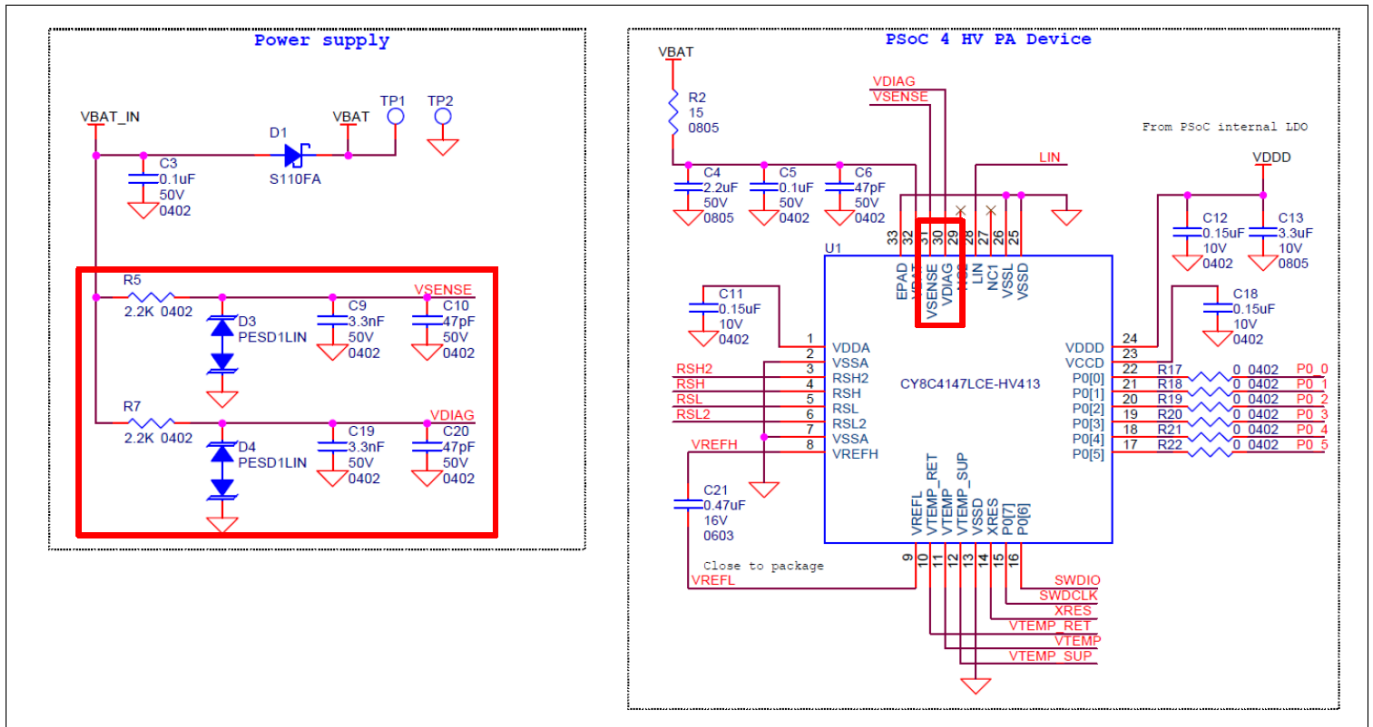 Power supply
VBAT_IN
VBAT
TP1
TP2
D1
S110FA
C3
0.1uF
50V
0402
R5
2.2K 0402
VSENSE
D3
PESD1LIN
C9
3.3nF
50V
0402
C10
47pF
50V
0402
R7
2.2K 0402
VDIAG
D4
PESD1LIN
C19
3.3nF
50V
0402
C20
47pF
50V
0402
PSoC 4 HV PA Device
VBAT
R2
15
0805
VDIAG
VSENSE
LIN
From PSoC internal LDO
VDDD
C4
2.2uF
50V
0805
C5
0.1uF
50V
0402
C6
47pF
50V
0402
C12
0.15uF
10V
0402
C13
3.3uF
10V
0805
33 32 31 30 29 28 27 26 25
U1
EPAD
VBAT
VSENSE
VDIAG
NC2
LIN
NC1
VSSL
VSSD
C11
0.15uF
10V
0402
C18
0.15uF
10V
0402
1 VDDA
2 VSSA
RSH2 3 RSH2
RSH 4 RSH
RSL 5 RSL
RSL2 6 RSL2
7 VSSA
VREFH 8 VREFH
CY8C4147LCE-HV413
VDDD 24
VCCD 23
P0[0] 22 R17 0 0402 P0_0
P0[1] 21 R18 0 0402 P0_1
P0[2] 20 R19 0 0402 P0_2
P0[3] 19 R20 0 0402 P0_3
P0[4] 18 R21 0 0402 P0_4
P0[5] 17 R22 0 0402 P0_5
C21
0.47uF
16V
0603
VREFL
VTEMP_RET
VTEMP
VTEMP_SUP
VSSD
XRES
P0[7]
P0[6]
9 10 11 12 13 14 15 16
Close to package
VREFL
SWDIO
SWDCLK
XRES
VTEMP_RET
VTEMP
VTEMP_SUP